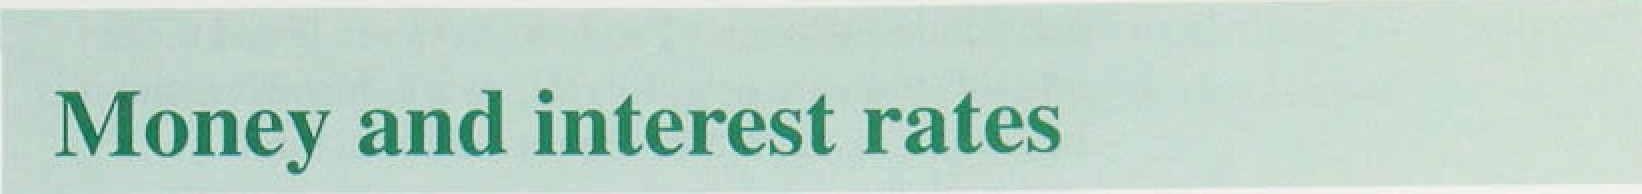 Money and interest rates